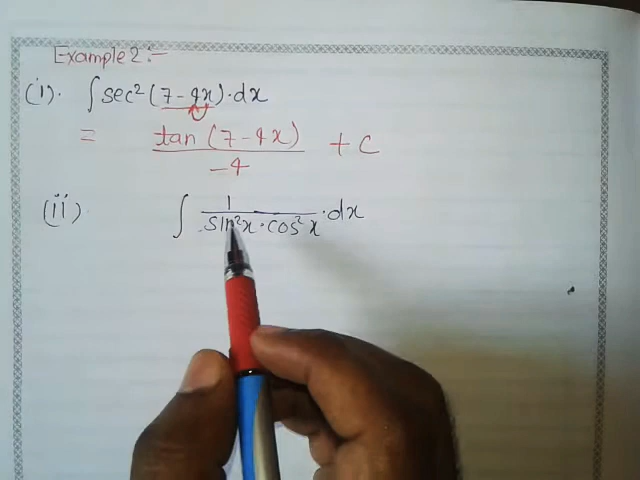 Example 2:-
(i). ∫ sec² (7-4x)·dx
= tan (7-4x) / -4 + C
(ii) ∫ 1 / sin²x · cos²x · dx